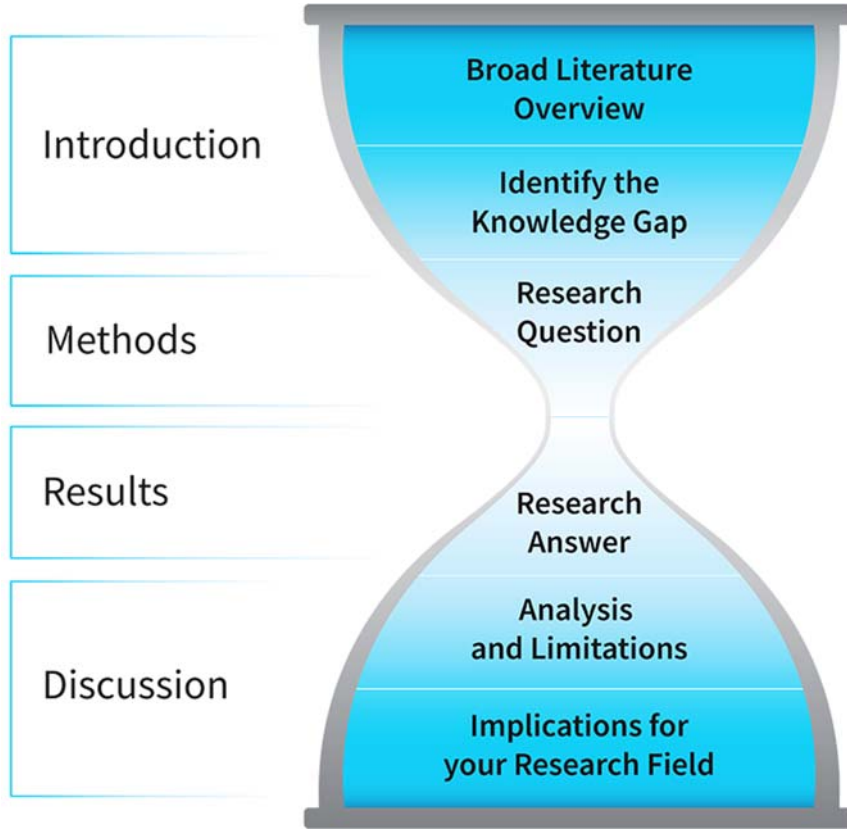 Introduction
Broad Literature
Overview
Identify the
Knowledge Gap
Methods
Research
Question
Results
Research
Answer
Discussion
Analysis
and Limitations
Implications for
your Research Field